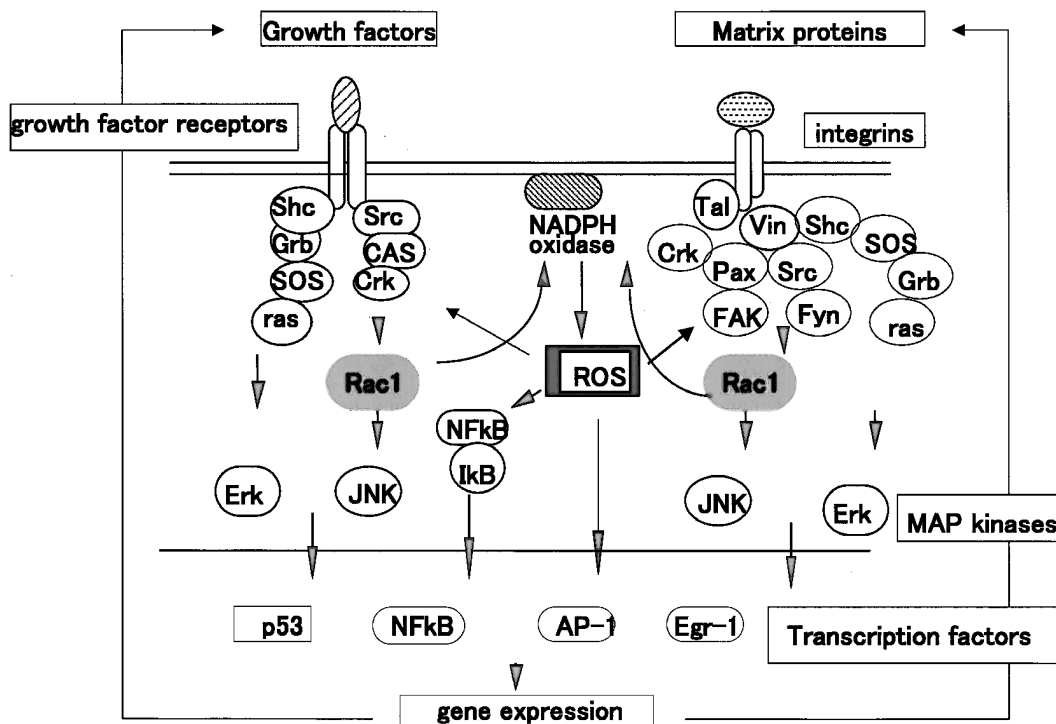 Growth factors
Matrix proteins
growth factor receptors
integrins
Shc
Grb
SOS
ras
Src
CAS
Crk
NADPH
oxidase
Tal
Vin
Shc
SOS
Crk
Pax
Src
Grb
FAK
Fyn
ras
Rac1
ROS
Rac1
NFkB
IkB
Erk
JNK
JNK
Erk
MAP kinases
p53
NFkB
AP-1
Egr-1
Transcription factors
gene expression